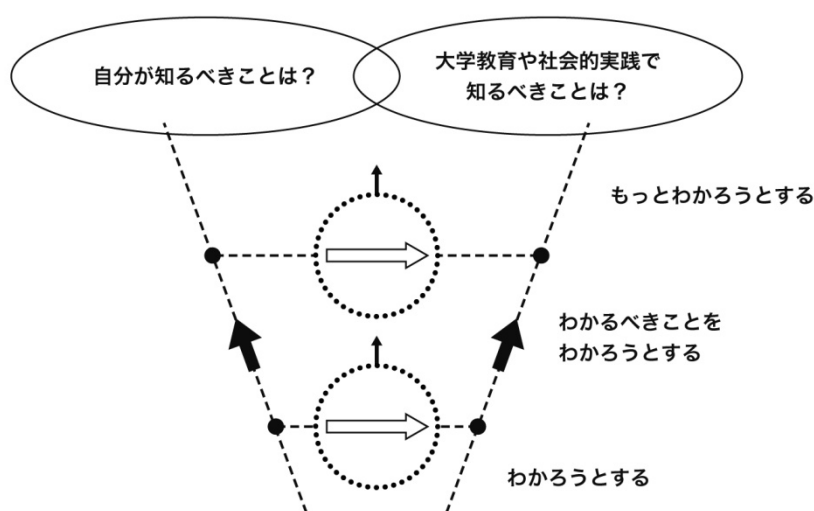 自分が知るべきことは？
大学教育や社会的実践で
知るべきことは？
もっとわかろうとする
わかるべきことを
わかろうとする
わかろうとする